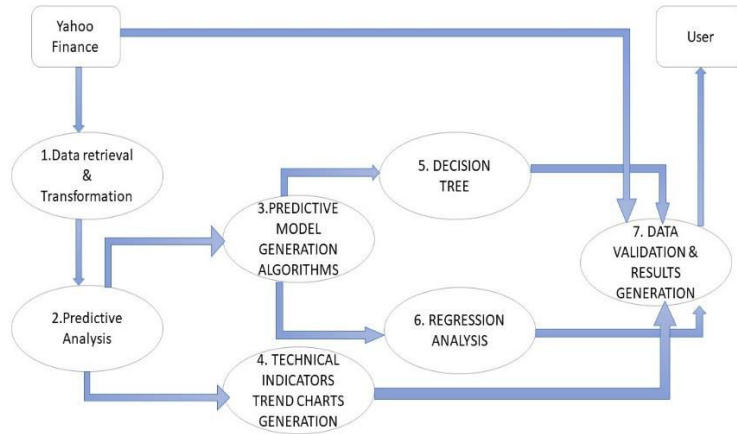 Yahoo
Finance
User
1.Data retrieval
&
Transformation
5. DECISION
TREE
3.PREDICTIVE
MODEL
GENERATION
ALGORITHMS
7. DATA
VALIDATION &
RESULTS
GENERATION
2.Predictive
Analysis
6. REGRESSION
ANALYSIS
4. TECHNICAL
INDICATORS
TREND CHARTS
GENERATION